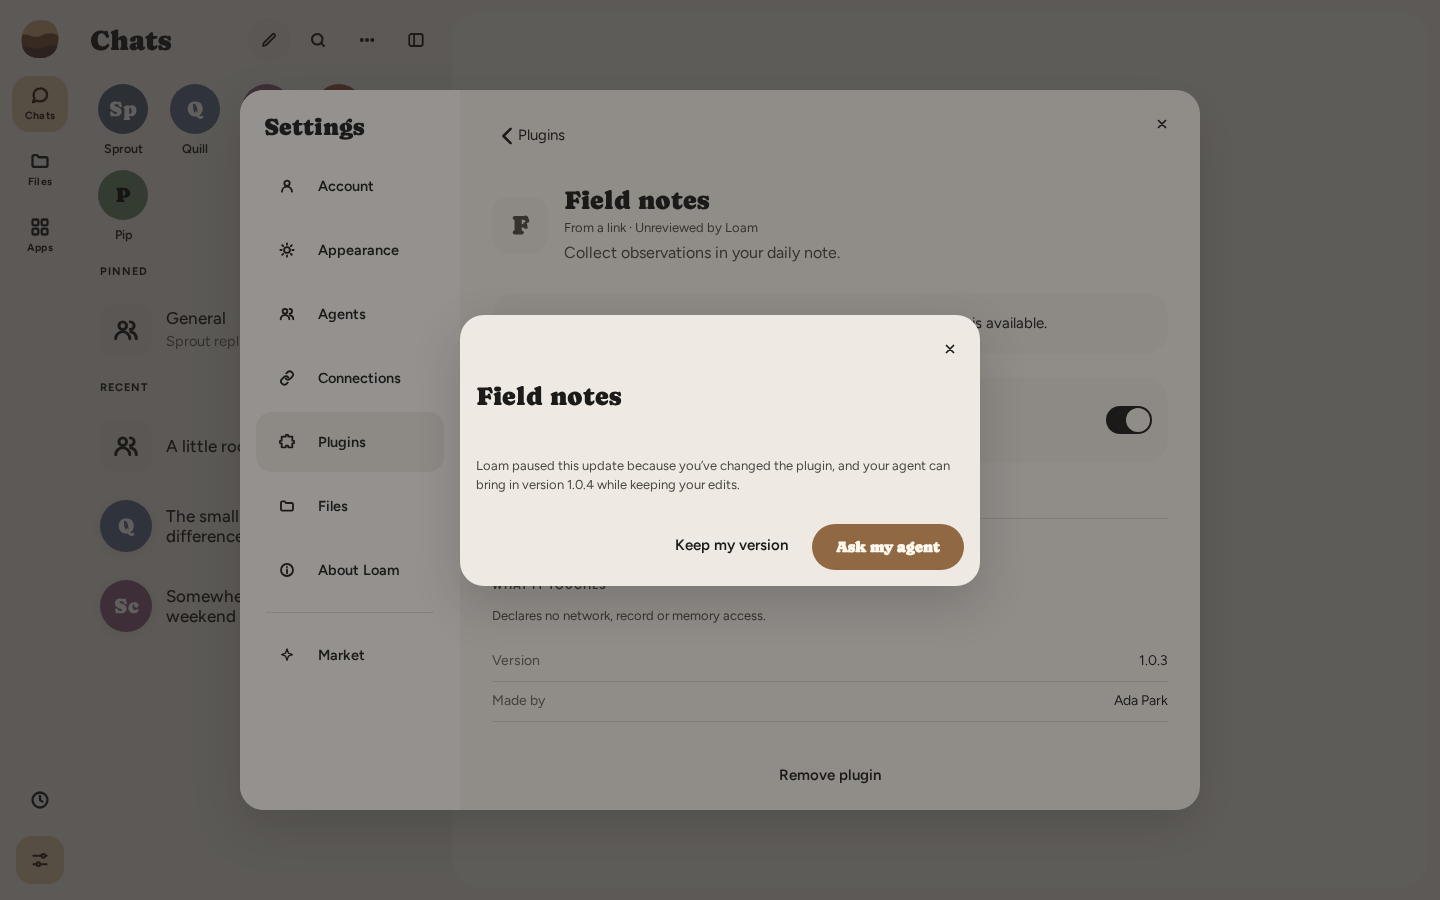 Chats
Chats
Files
Apps
Sp
Sprout
Q
Quill
P
Pip
PINNED
General
Sprout repl
RECENT
A little roo
Q
The small
difference
Sc
Somewhe
weekend
Settings
Account
Appearance
Agents
Connections
Plugins
Files
About Loam
Market
Plugins
F
Field notes
From a link · Unreviewed by Loam
Collect observations in your daily note.
is available.
Field notes
Loam paused this update because you've changed the plugin, and your agent can
bring in version 1.0.4 while keeping your edits.
Keep my version
Ask my agent
WHAT IT TOUCHES
Declares no network, record or memory access.
Version
1.0.3
Made by
Ada Park
Remove plugin